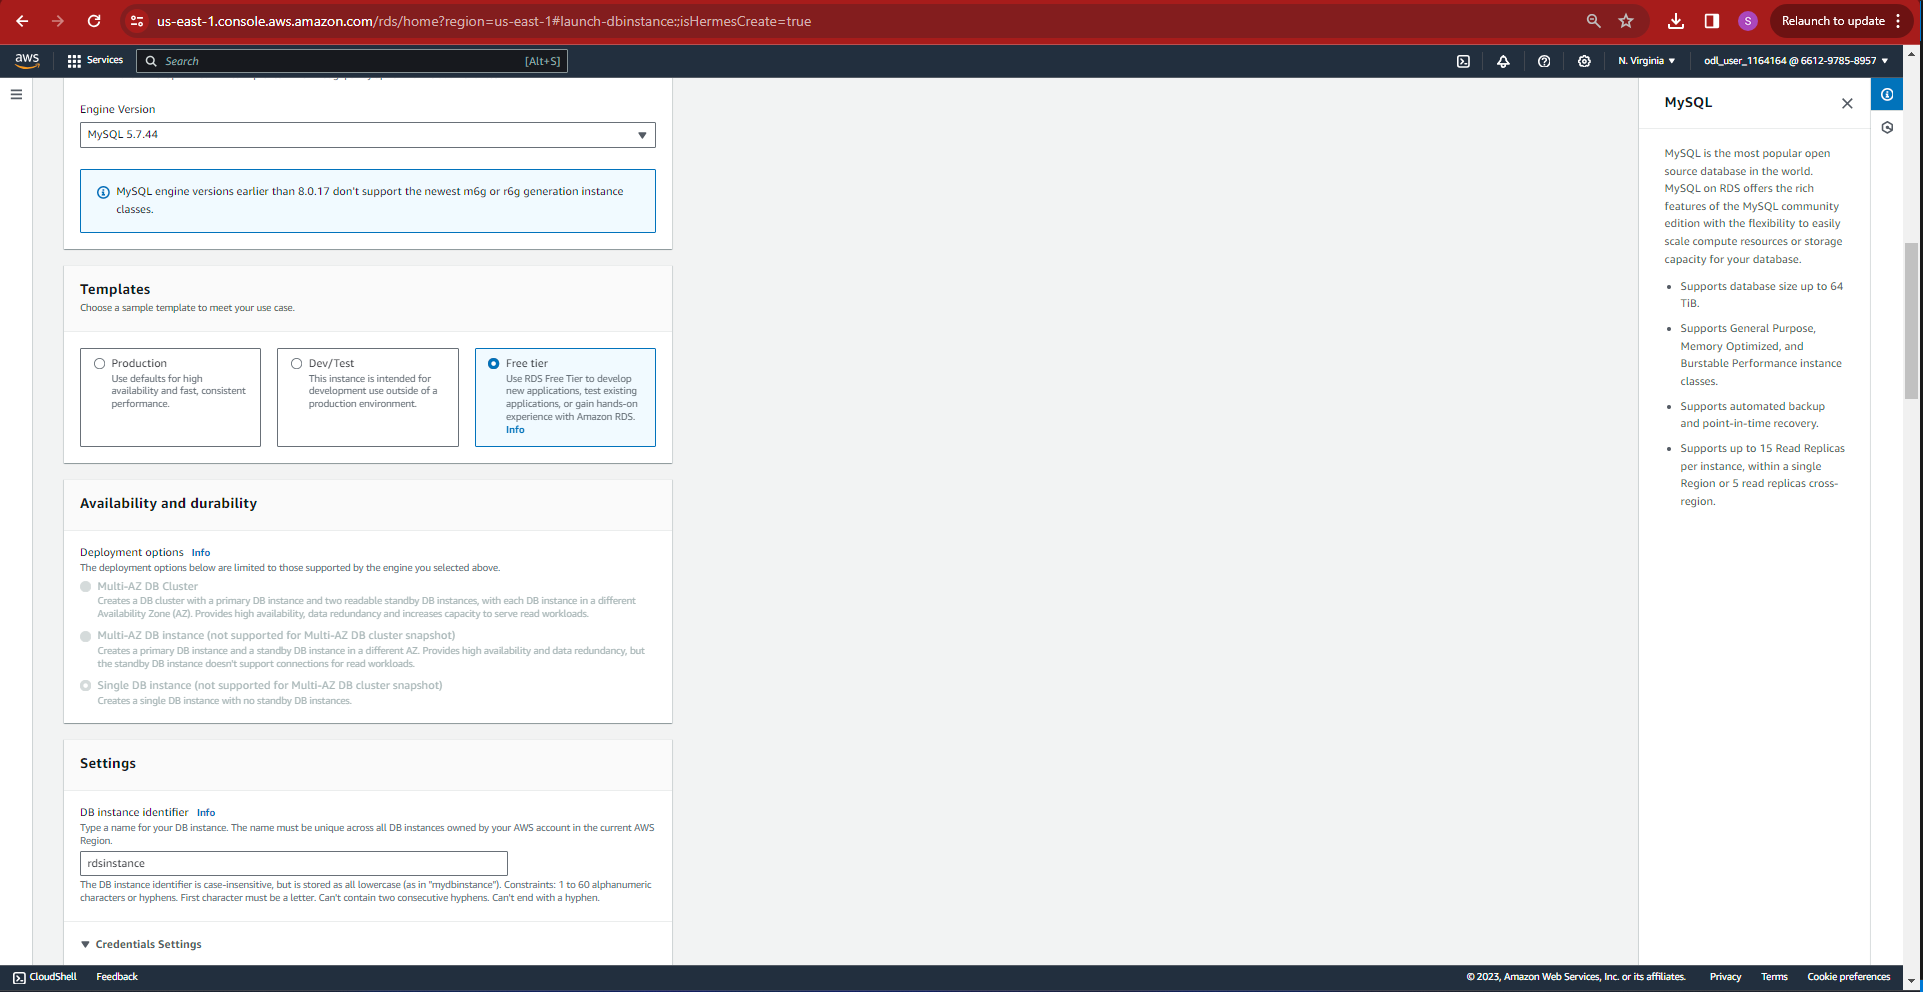 us-east-1.console.aws.amazon.com/rds/home?region=us-east-1#launch-dbinstance:;isHermesCreate=true
S
Relaunch to update
aws
Services
Search
[Alt+S]
N. Virginia
odl_user_1164164 @ 6612-9785-8957
Engine Version
MySQL 5.7.44
MySQL engine versions earlier than 8.0.17 don't support the newest m6g or r6g generation instance
classes.
Templates
Choose a sample template to meet your use case.
Production
Use defaults for high
availability and fast, consistent
performance.
Dev/Test
This instance is intended for
development use outside of a
production environment.
Free tier
Use RDS Free Tier to develop
new applications, test existing
applications, or gain hands-on
experience with Amazon RDS.
Info
Availability and durability
Deployment options Info
The deployment options below are limited to those supported by the engine you selected above.
Multi-AZ DB Cluster
Creates a DB cluster with a primary DB instance and two readable standby DB instances, with each DB instance in a different
Availability Zone (AZ). Provides high availability, data redundancy and increases capacity to serve read workloads.
Multi-AZ DB instance (not supported for Multi-AZ DB cluster snapshot)
Creates a primary DB instance and a standby DB instance in a different AZ. Provides high availability and data redundancy, but
the standby DB instance doesn't support connections for read workloads.
Single DB instance (not supported for Multi-AZ DB cluster snapshot)
Creates a single DB instance with no standby DB instances.
Settings
DB instance identifier Info
Type a name for your DB instance. The name must be unique across all DB instances owned by your AWS account in the current AWS
Region.
rdsinstance
The DB instance identifier is case-insensitive, but is stored as all lowercase (as in "mydbinstance"). Constraints: 1 to 60 alphanumeric
characters or hyphens. First character must be a letter. Can't contain two consecutive hyphens. Can't end with a hyphen.
Credentials Settings
MySQL
MySQL is the most popular open
source database in the world.
MySQL on RDS offers the rich
features of the MySQL community
edition with the flexibility to easily
scale compute resources or storage
capacity for your database.
• Supports database size up to 64
TiB.
• Supports General Purpose,
Memory Optimized, and
Burstable Performance instance
classes.
• Supports automated backup
and point-in-time recovery.
• Supports up to 15 Read Replicas
per instance, within a single
Region or 5 read replicas cross-
region.
CloudShell
Feedback
© 2023, Amazon Web Services, Inc. or its affiliates.
Privacy
Terms
Cookie preferences